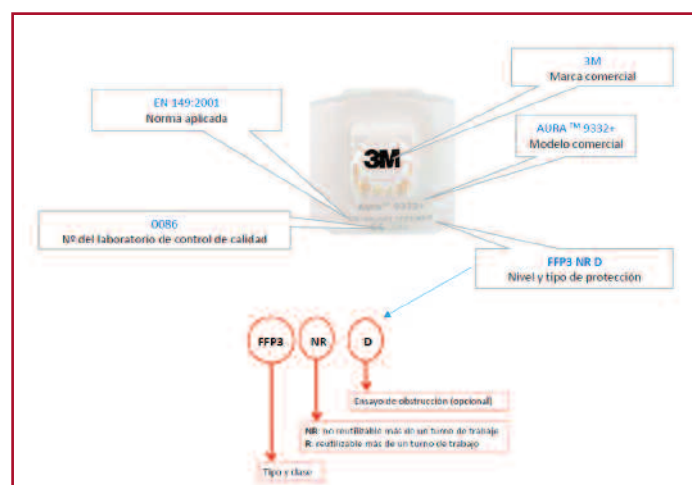 3M
Marca comercial
EN 149:2001
Norma aplicada
AURA TM 9332+
Modelo comercial
3M
AURA™ 9332+
0086
Nº del laboratorio de control de calidad
FFP3 NR D
Nivel y tipo de protección
FFP3
NR
D
Ensayo de obstrucción (opcional)
NR: no reutilizable más de un turno de trabajo
R: reutilizable más de un turno de trabajo
Tipo y clase